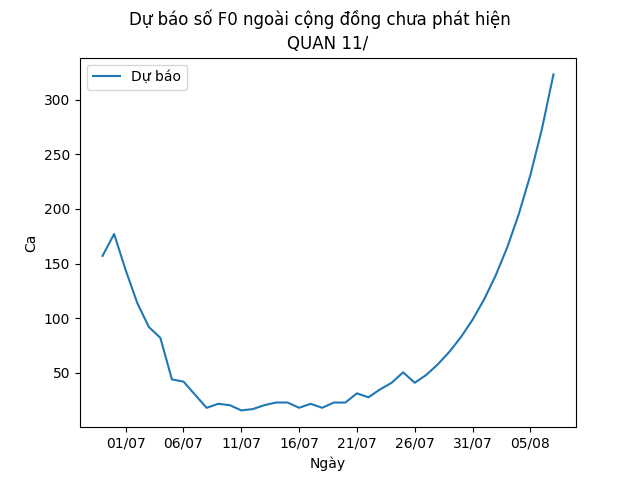 Dự báo số F0 ngoài cộng đồng chưa phát hiện
QUAN 11/
Dự báo
300
250
200
150
100
50
Ca
01/07 06/07 11/07 16/07 21/07 26/07 31/07 05/08
Ngày